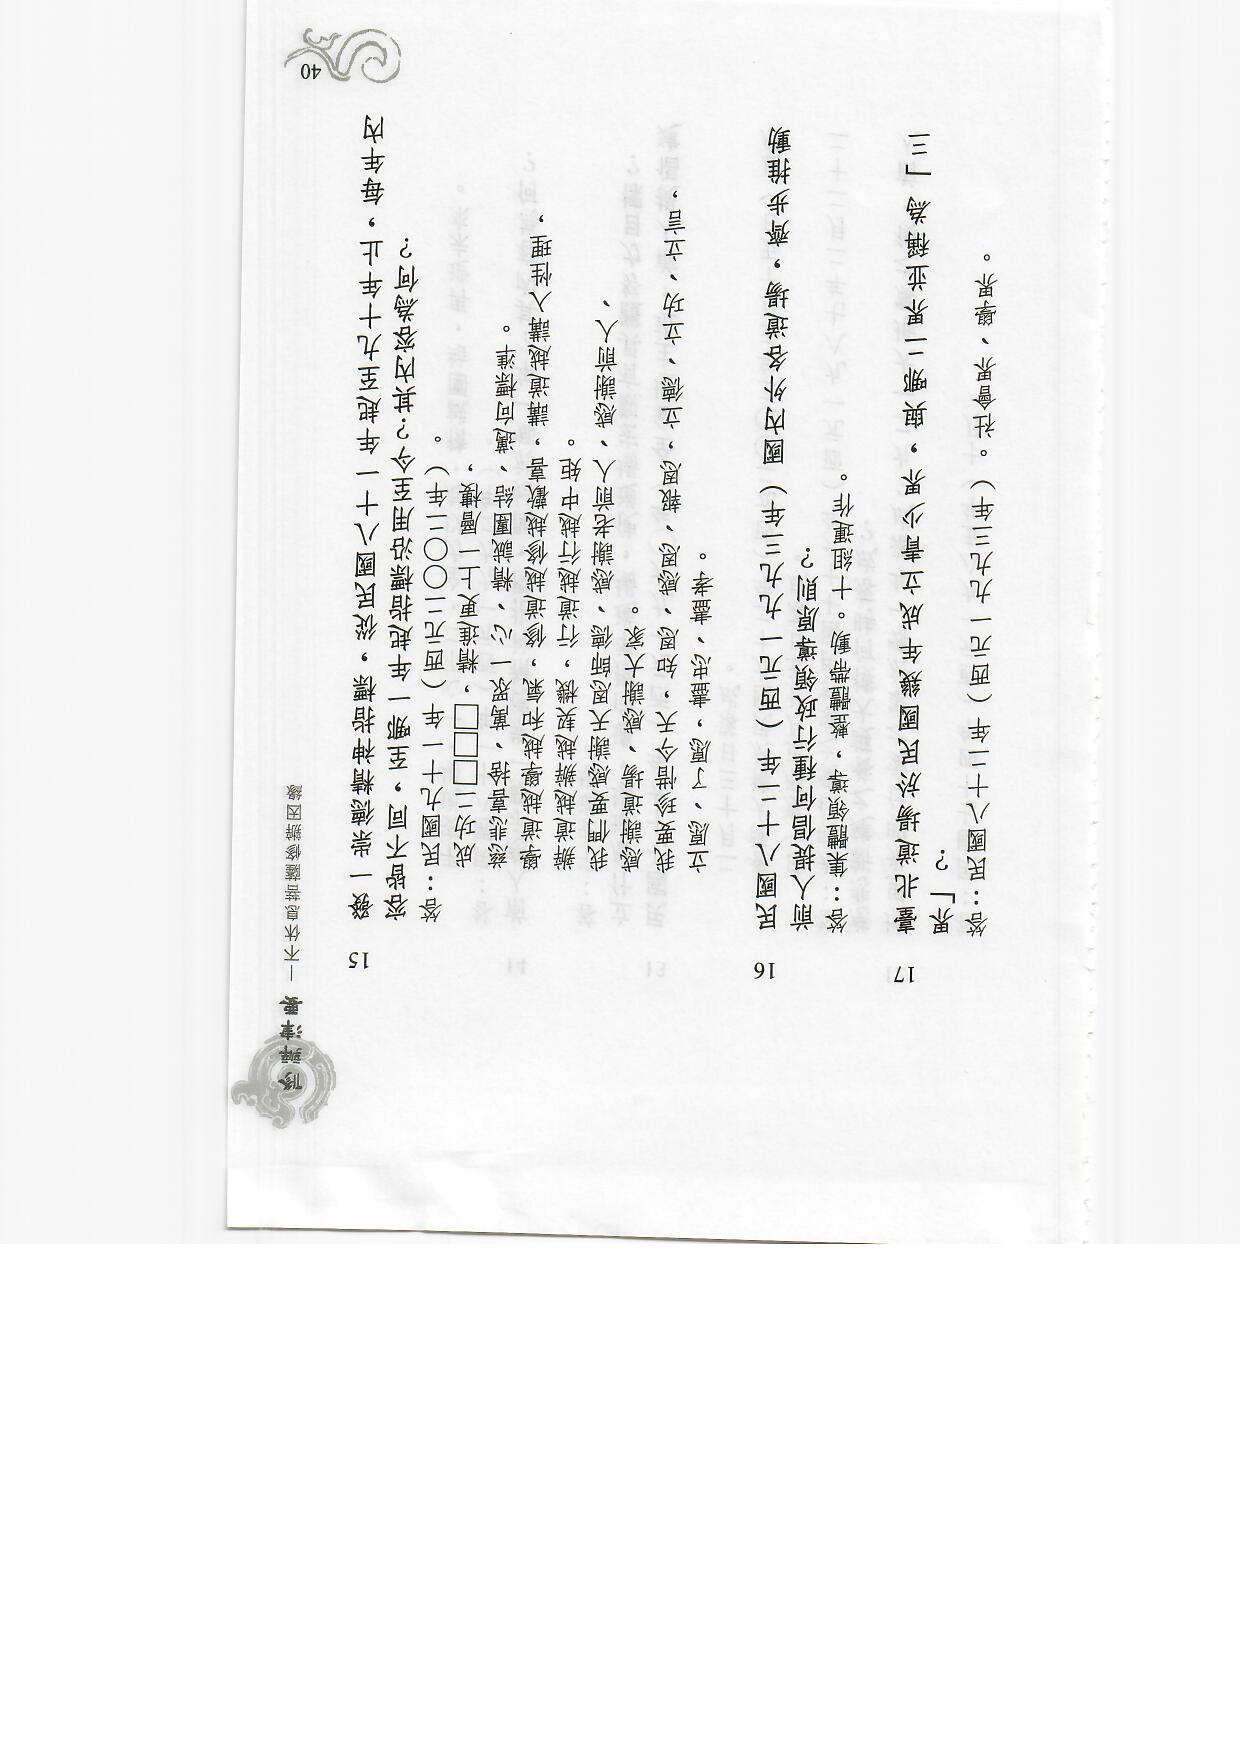 修辦津要
—不休息菩薩修辦因緣
15
發一崇德精神指標，從民國八十一年起至九十年止，每年內
容皆不同，至哪一年起指標沿用至今？其內容為何？
答：民國九十一年（西元二〇〇二年）。
成功二□□□，精進更上一層樓，
慈悲喜捨、萬眾一心、精誠團結、邁向標準。
學道越學越和氣，修道越修越歡喜，講道越講入性理，
辦道越辦越契機，行道越行越中矩。
我們要感謝天恩師德、感謝老前人、感謝前人、
感謝道場、感謝大家。
我要珍惜今天，知恩、感恩、報恩，立德、立功、立言，
立愿、了愿，盡忠、盡孝。
16
民國八十二年（西元一九九三年）國內外各道場，齊步推動
前人提倡何種行政領導原則？
答：集體領導，整體帶動。十組運作。
17
臺北道場於民國幾年成立青少界，與哪二界並稱為「三
界」？
答：民國八十二年（西元一九九三年）。社會界、學界。
40